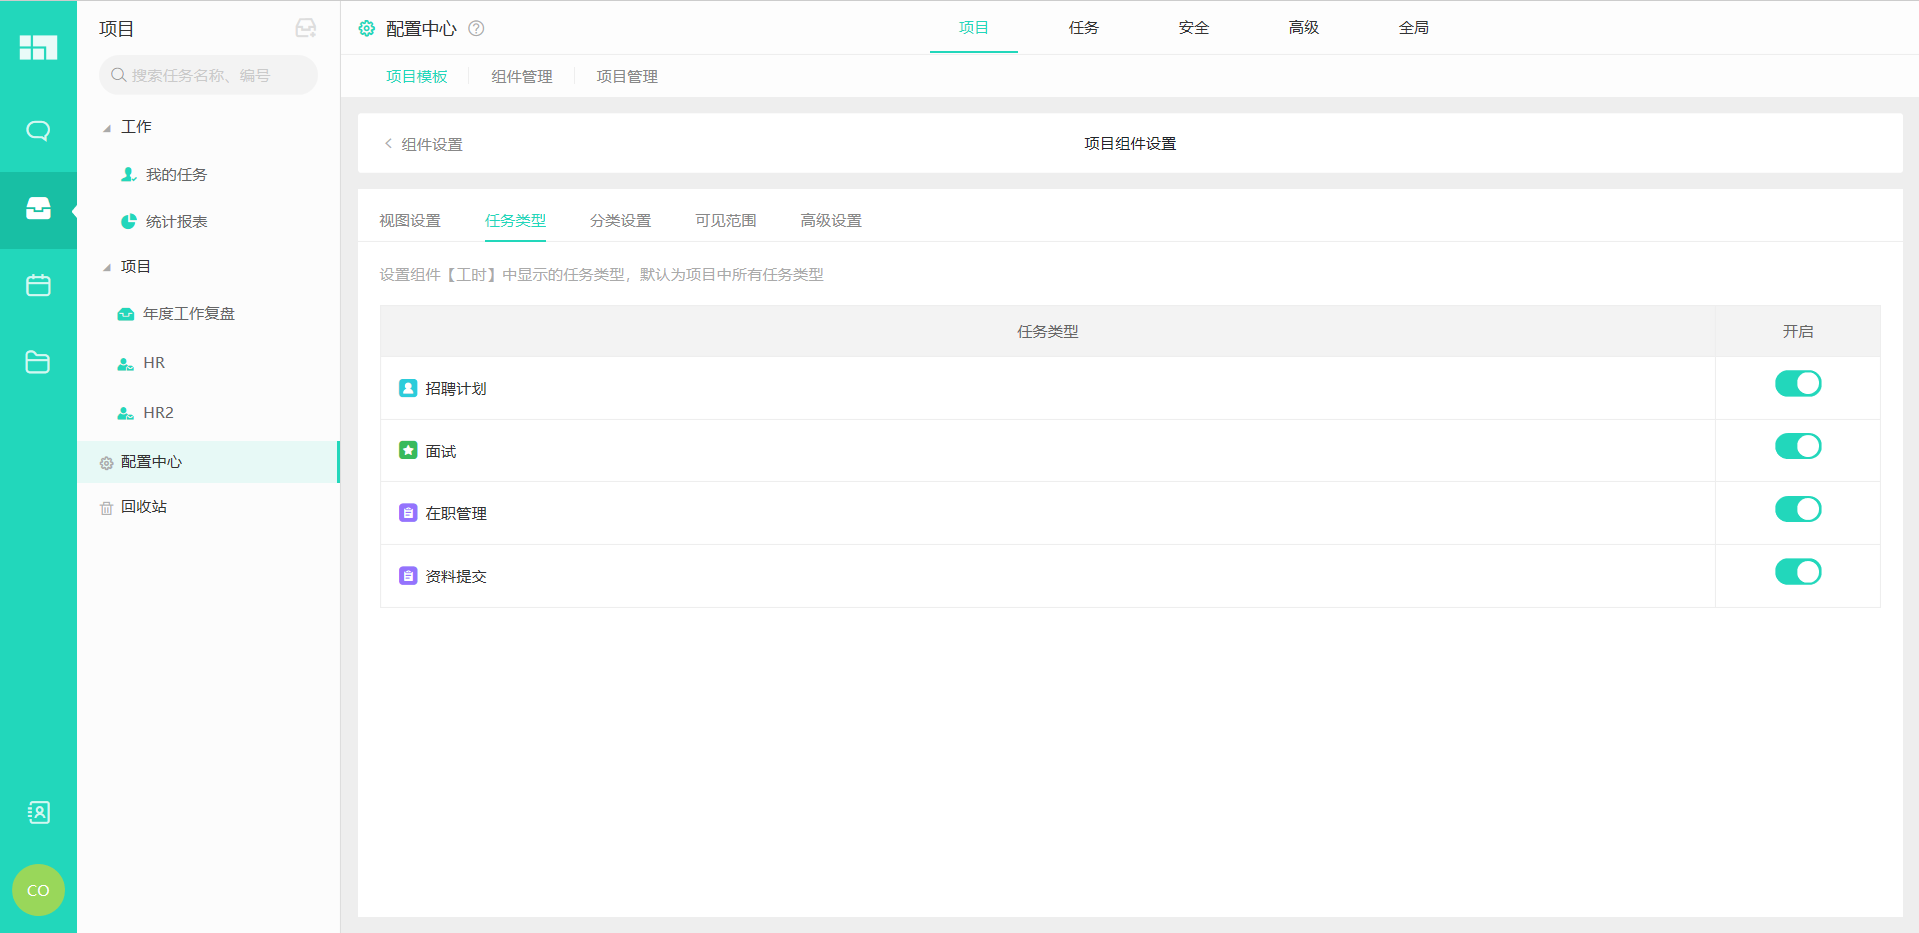 项目
搜索任务名称、编号
工作
我的任务
统计报表
项目
年度工作复盘
HR
HR2
配置中心
回收站
CO
配置中心
项目 任务 安全 高级 全局
项目模板 组件管理 项目管理
组件设置 项目组件设置
视图设置 任务类型 分类设置 可见范围 高级设置
设置组件【工时】中显示的任务类型，默认为项目中所有任务类型
任务类型 开启
招聘计划
面试
在职管理
资料提交